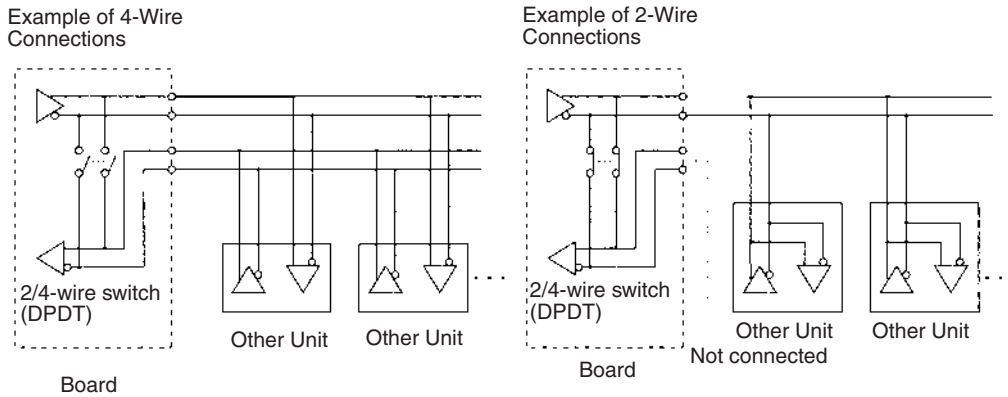 Example of 4-Wire
Connections
2/4-wire switch
(DPDT)
Other Unit
Other Unit
Board
Example of 2-Wire
Connections
2/4-wire switch
(DPDT)
Other Unit
Other Unit
Not connected
Board